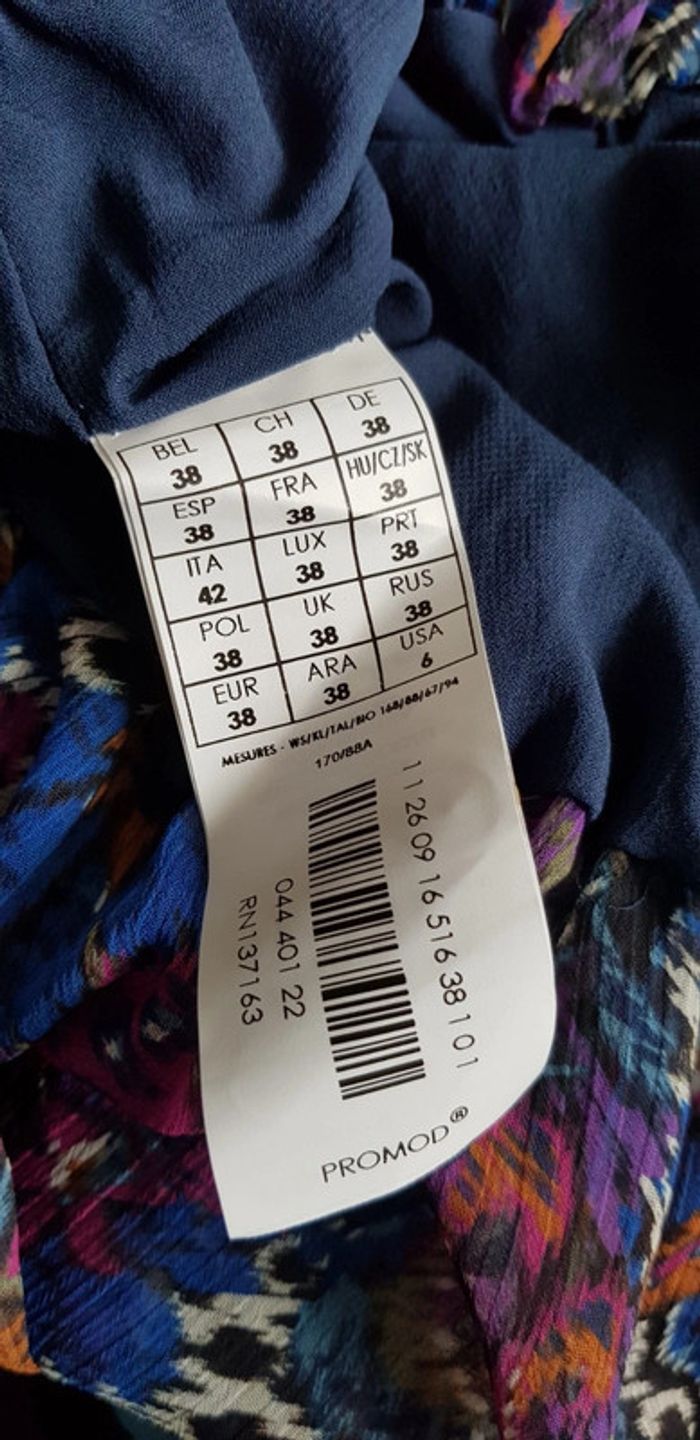 BEL CH DE
38 38 38
ESP FRA HU/CZ/SK
38 38 38
ITA LUX PRT
42 38 38
POL UK RUS
38 38 38
EUR ARA USA
38 38 6
MESURES - WS/KL/TAL/BIO 168/88/67/94
170/88A
11 26 09 16 516 38 1 01
044 401 22
RN137163
PROMOD®